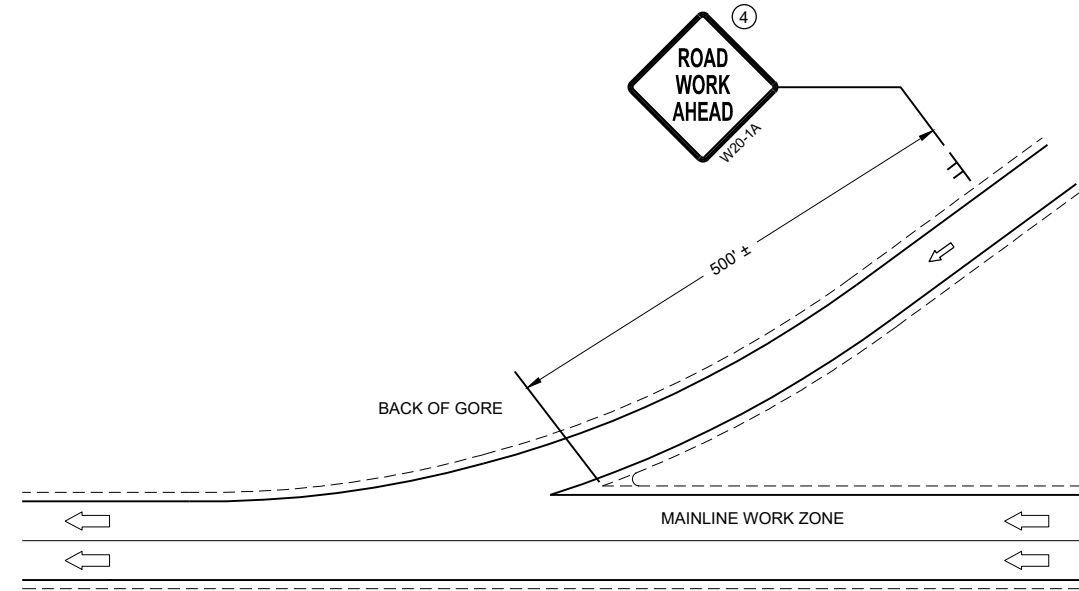 4
ROAD
WORK
AHEAD
W20-1A
500' ±
BACK OF GORE
MAINLINE WORK ZONE